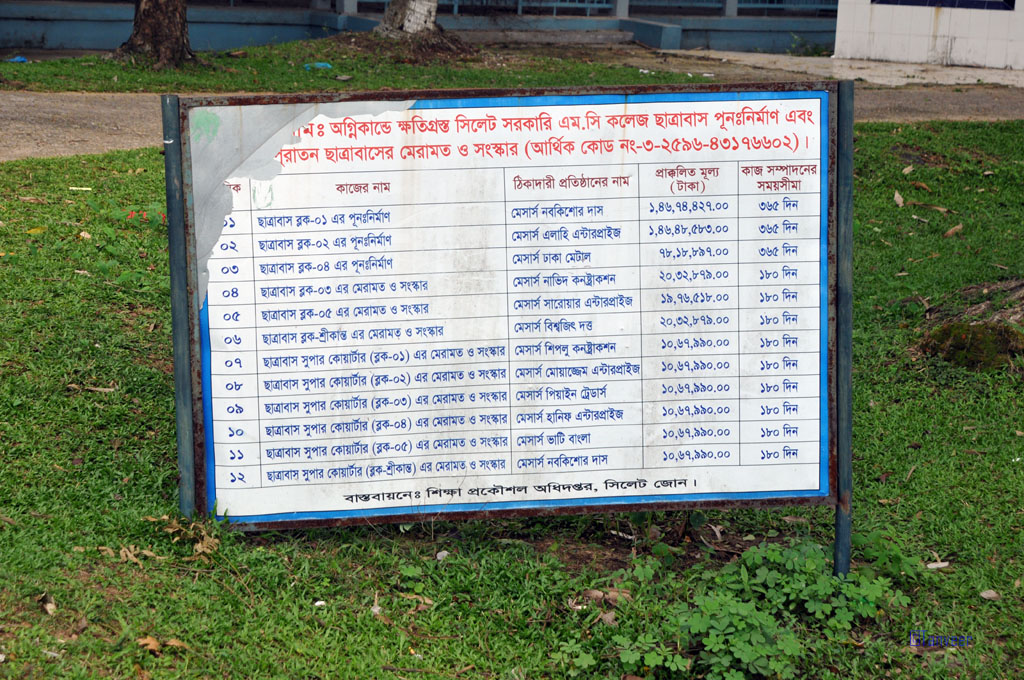 অগ্নিকান্ডে ক্ষতিগ্রস্ত সিলেট সরকারি এম.সি কলেজ ছাত্রাবাস পূনঃনির্মাণ এবং
পুরাতন ছাত্রাবাসের মেরামত ও সংস্কার (আর্থিক কোড নং-৩-২৫৯৬-৪৩১৭৬৬০২)।
কাজের নাম ঠিকাদারী প্রতিষ্ঠানের নাম প্রাক্কলিত মূল্য (টাকা) কাজ সম্পাদনের সময়সীমা
০১ ছাত্রাবাস ব্লক-০১ এর পূনঃনির্মাণ মেসার্স নবকিশোর দাস ১,৪৬,৭৪,৪২৭.০০ ৩৬৫ দিন
০২ ছাত্রাবাস ব্লক-০২ এর পূনঃনির্মাণ মেসার্স এলাহি এন্টারপ্রাইজ ১,৪৬,৪৮,৫৮৩.০০ ৩৬৫ দিন
০৩ ছাত্রাবাস ব্লক-০৪ এর পূনঃনির্মাণ মেসার্স ঢাকা মেটাল ৭৮,১৮,৮৯৭.০০ ৩৬৫ দিন
০৪ ছাত্রাবাস ব্লক-০৩ এর মেরামত ও সংস্কার মেসার্স নাভিদ কনষ্ট্রাকশন ২০,৩২,৮৭৯.০০ ১৮০ দিন
০৫ ছাত্রাবাস ব্লক-০৫ এর মেরামত ও সংস্কার মেসার্স সারোয়ার এন্টারপ্রাইজ ১৯,৭৬,৫১৮.০০ ১৮০ দিন
০৬ ছাত্রাবাস ব্লক-শ্রীকান্ত এর মেরামত ও সংস্কার মেসার্স বিশ্বজিৎ দত্ত ২০,৩২,৮৭৯.০০ ১৮০ দিন
০৭ ছাত্রাবাস সুপার কোয়ার্টার (ব্লক-০১) এর মেরামত ও সংস্কার মেসার্স শিপলু কনষ্ট্রাকশন ১০,৬৭,৯৯০.০০ ১৮০ দিন
০৮ ছাত্রাবাস সুপার কোয়ার্টার (ব্লক-০২) এর মেরামত ও সংস্কার মেসার্স মোয়াজ্জেম এন্টারপ্রাইজ ১০,৬৭,৯৯০.০০ ১৮০ দিন
০৯ ছাত্রাবাস সুপার কোয়ার্টার (ব্লক-০৩) এর মেরামত ও সংস্কার মেসার্স পিয়াইন ট্রেডার্স ১০,৬৭,৯৯০.০০ ১৮০ দিন
১০ ছাত্রাবাস সুপার কোয়ার্টার (ব্লক-০৪) এর মেরামত ও সংস্কার মেসার্স হানিফ এন্টারপ্রাইজ ১০,৬৭,৯৯০.০০ ১৮০ দিন
১১ ছাত্রাবাস সুপার কোয়ার্টার (ব্লক-০৫) এর মেরামত ও সংস্কার মেসার্স ভাটি বাংলা ১০,৬৭,৯৯০.০০ ১৮০ দিন
১২ ছাত্রাবাস সুপার কোয়ার্টার (ব্লক-শ্রীকান্ত) এর মেরামত ও সংস্কার মেসার্স নবকিশোর দাস ১০,৬৭,৯৯০.০০ ১৮০ দিন
বাস্তবায়নেঃ শিক্ষা প্রকৌশল অধিদপ্তর, সিলেট জোন।